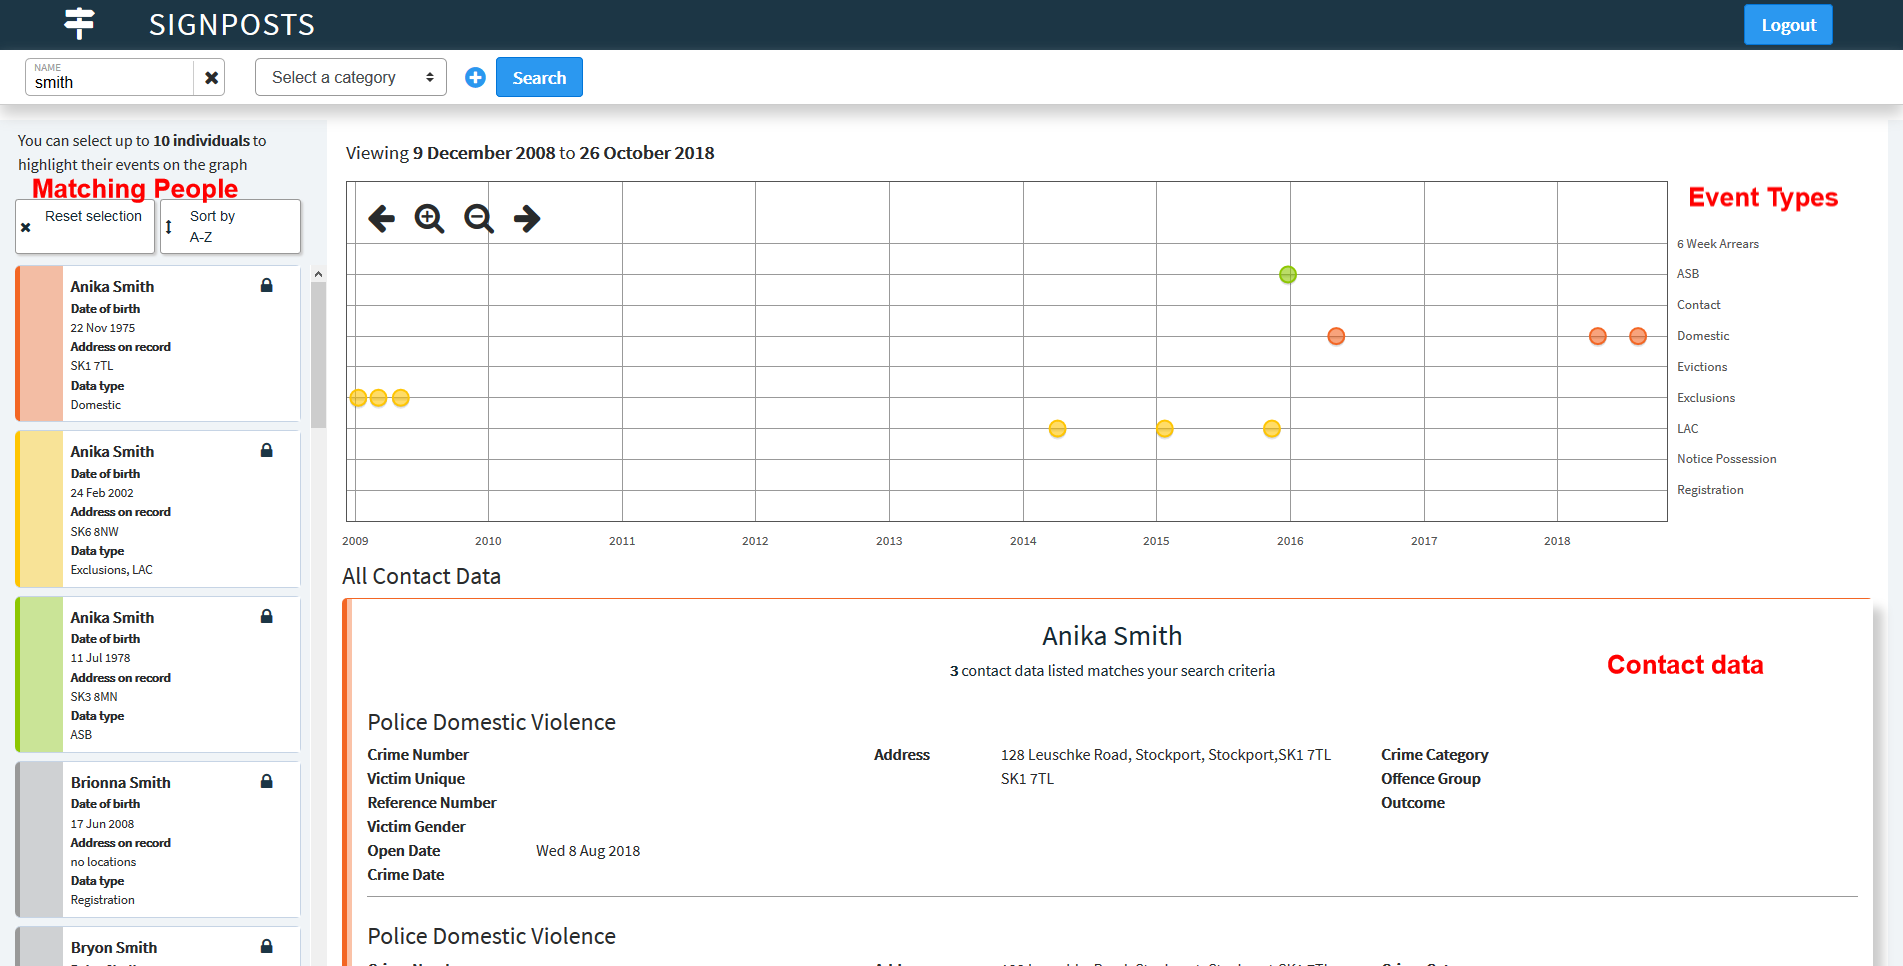 SIGNPOSTS
Logout
NAME
smith
Select a category
Search
You can select up to 10 individuals to
highlight their events on the graph
Matching People
Reset selection
Sort by
A-Z
Anika Smith
Date of birth
22 Nov 1975
Address on record
SK1 7TL
Data type
Domestic
Anika Smith
Date of birth
24 Feb 2002
Address on record
SK6 8NW
Data type
Exclusions, LAC
Anika Smith
Date of birth
11 Jul 1978
Address on record
SK3 8MN
Data type
ASB
Brionna Smith
Date of birth
17 Jun 2008
Address on record
no locations
Data type
Registration
Bryon Smith
Viewing 9 December 2008 to 26 October 2018
Event Types
6 Week Arrears
ASB
Contact
Domestic
Evictions
Exclusions
LAC
Notice Possession
Registration
2009 2010 2011 2012 2013 2014 2015 2016 2017 2018
All Contact Data
Anika Smith
3 contact data listed matches your search criteria
Contact data
Police Domestic Violence
Crime Number
Victim Unique
Reference Number
Victim Gender
Open Date Wed 8 Aug 2018
Crime Date
Address 128 Leuschke Road, Stockport, Stockport,SK1 7TL
SK1 7TL
Crime Category
Offence Group
Outcome
Police Domestic Violence